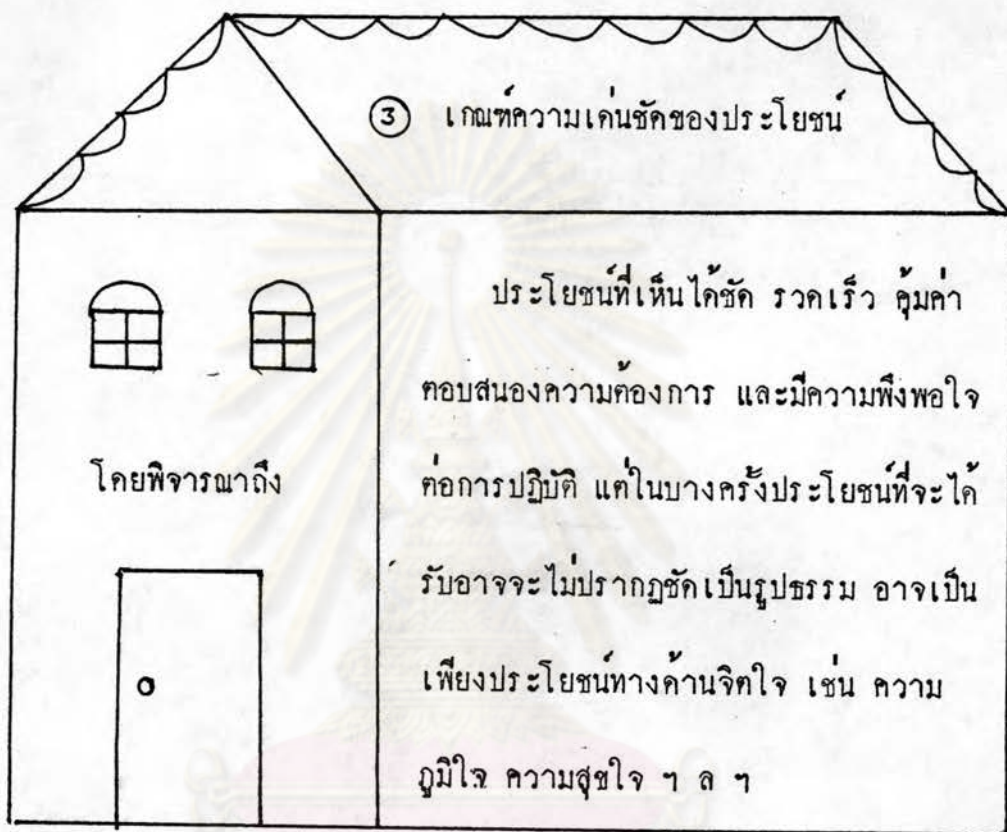 ③ เกณฑ์ความเด่นชัดของประโยชน์
โดยพิจารณาถึง
ประโยชน์ที่เห็นได้ชัด รวดเร็ว คุ้มค่า
ตอบสนองความต้องการ และมีความพึงพอใจ
ต่อการปฏิบัติ แต่ในบางครั้งประโยชน์ที่จะได้
รับอาจจะไม่ปรากฏชัดเป็นรูปธรรม อาจเป็น
เพียงประโยชน์ทางด้านจิตใจ เช่น ความ
ภูมิใจ ความสุขใจ ฯ ล ฯ